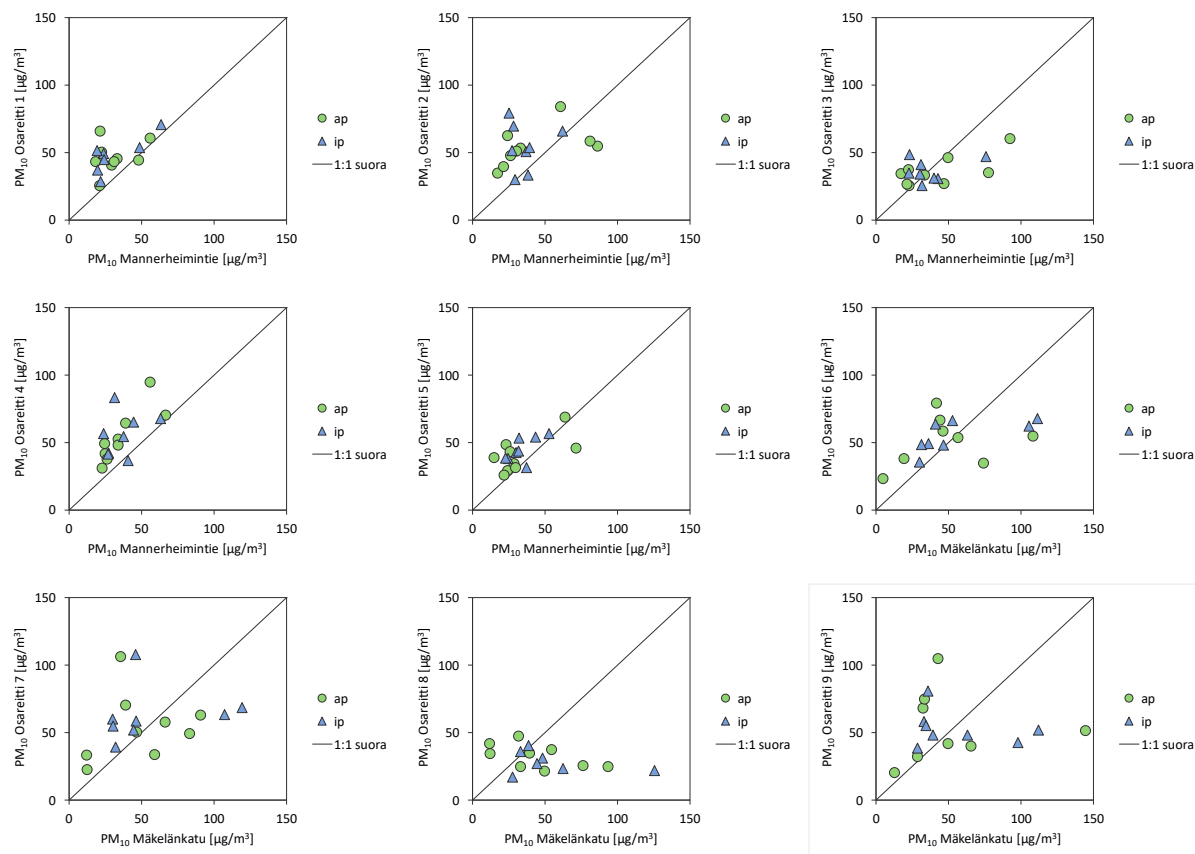 150
100
50
0
0 50 100 150
PM₁₀ Osareitti 1 [µg/m³]
PM₁₀ Mannerheimintie [µg/m³]
ap
ip
1:1 suora
150
100
50
0
0 50 100 150
PM₁₀ Osareitti 2 [µg/m³]
PM₁₀ Mannerheimintie [µg/m³]
ap
ip
1:1 suora
150
100
50
0
0 50 100 150
PM₁₀ Osareitti 3 [µg/m³]
PM₁₀ Mannerheimintie [µg/m³]
ap
ip
1:1 suora
150
100
50
0
0 50 100 150
PM₁₀ Osareitti 4 [µg/m³]
PM₁₀ Mannerheimintie [µg/m³]
ap
ip
1:1 suora
150
100
50
0
0 50 100 150
PM₁₀ Osareitti 5 [µg/m³]
PM₁₀ Mannerheimintie [µg/m³]
ap
ip
1:1 suora
150
100
50
0
0 50 100 150
PM₁₀ Osareitti 6 [µg/m³]
PM₁₀ Mäkelänkatu [µg/m³]
ap
ip
1:1 suora
150
100
50
0
0 50 100 150
PM₁₀ Osareitti 7 [µg/m³]
PM₁₀ Mäkelänkatu [µg/m³]
ap
ip
1:1 suora
150
100
50
0
0 50 100 150
PM₁₀ Osareitti 8 [µg/m³]
PM₁₀ Mäkelänkatu [µg/m³]
ap
ip
1:1 suora
150
100
50
0
0 50 100 150
PM₁₀ Osareitti 9 [µg/m³]
PM₁₀ Mäkelänkatu [µg/m³]
ap
ip
1:1 suora